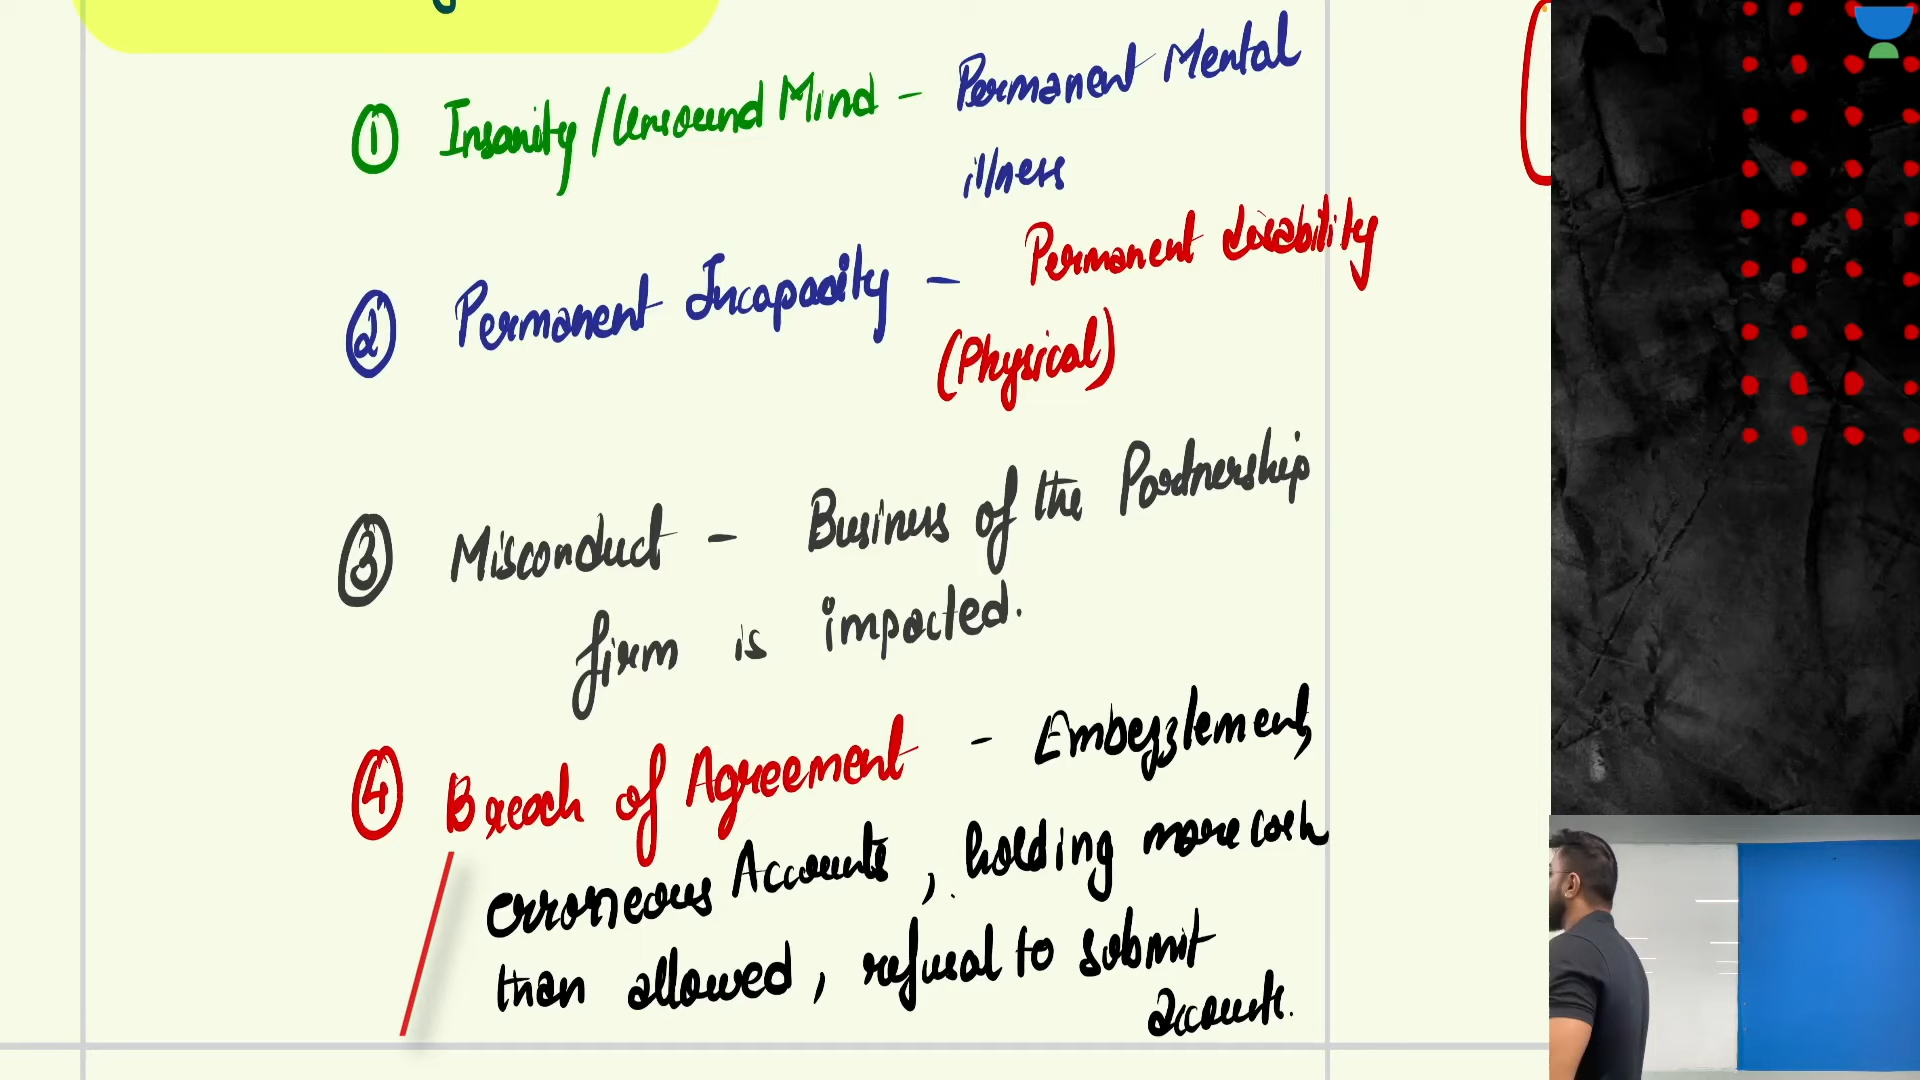 ① Insanity/Unsound Mind - Permanent Mental
illness
② Permanent Incapacity - Permanent disability
(Physical)
③ Misconduct - Business of the Partnership
firm is impacted.
④ Breach of Agreement - Embezzlement,
erroneous Accounts, holding more cash
than allowed, refusal to submit
accounts.